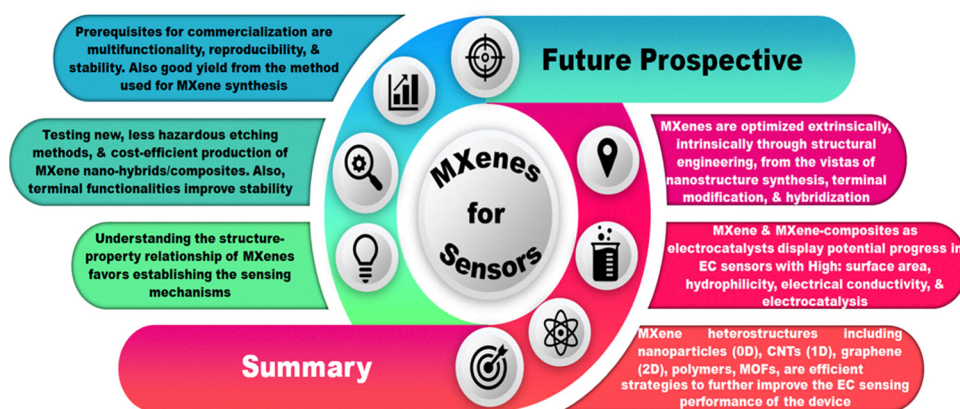 Prerequisites for commercialization are
multifunctionality, reproducibility, &
stability. Also good yield from the method
used for MXene synthesis
Testing new, less hazardous etching
methods, & cost-efficient production of
MXene nano-hybrids/composites. Also,
terminal functionalities improve stability
Understanding the structure-
property relationship of MXenes
favors establishing the sensing
mechanisms
Summary
MXenes
for
Sensors
Future Prospective
MXenes are optimized extrinsically,
intrinsically through structural
engineering, from the vistas of
nanostructure synthesis, terminal
modification, & hybridization
MXene & MXene-composites as
electrocatalysts display potential progress in
EC sensors with High: surface area,
hydrophilicity, electrical conductivity, &
electrocatalysis
MXene heterostructures including
nanoparticles (0D), CNTs (1D), graphene
(2D), polymers, MOFs, are efficient
strategies to further improve the EC sensing
performance of the device